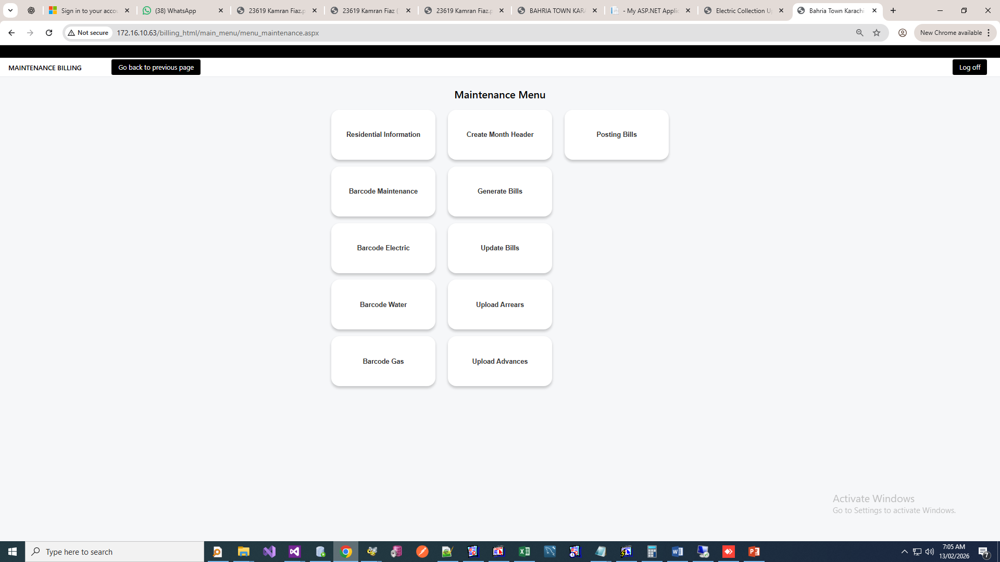 Sign in to your accou
(38) WhatsApp
23619 Kamran Fiaz.p
23619 Kamran Fiaz (
23619 Kamran Fiaz.p
BAHRIA TOWN KAR
- My ASP.NET Applic
Electric Collection U
Bahria Town Karachi
Not secure
172.16.10.63/billing_html/main_menu/menu_maintenance.aspx
New Chrome available
MAINTENANCE BILLING
Go back to previous page
Log off
Maintenance Menu
Residential Information
Create Month Header
Posting Bills
Barcode Maintenance
Generate Bills
Barcode Electric
Update Bills
Barcode Water
Upload Arrears
Barcode Gas
Upload Advances
Activate Windows
Go to Settings to activate Windows.
Type here to search
7:05 AM
13/02/2026
7